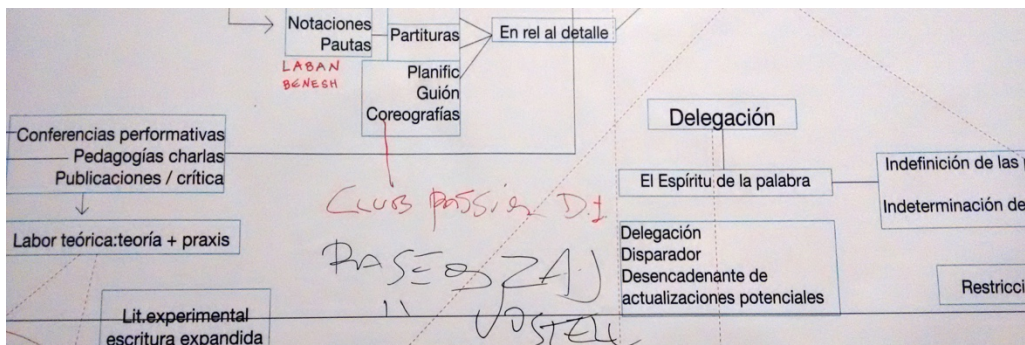 Notaciones
Pautas
Partituras
En rel al detalle
LABAN
BENESH
Planific
Guión
Coreografías
Delegación
Conferencias performativas
Pedagogías charlas
Publicaciones / crítica
Indefinición de las
El Espíritu de la palabra
Indeterminación de
CLUB
Labor teórica:teoría + praxis
Delegación
Disparador
Desencadenante de
actualizaciones potenciales
PASEOS ZAJ
" VOSTELL
Restricci
Lit.experimental
escritura expandida